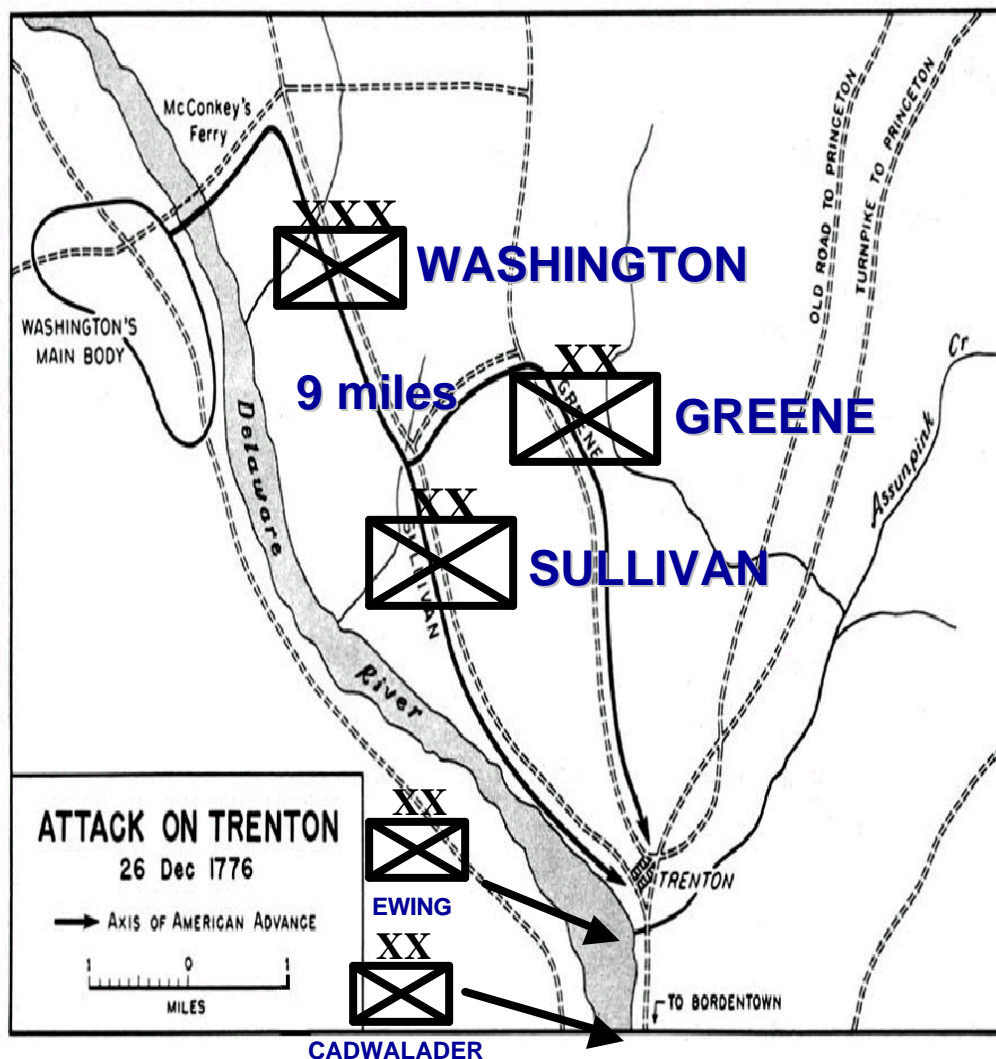 McConkey's
Ferry
XXX
WASHINGTON
WASHINGTON'S
MAIN BODY
OLD ROAD TO PRINCETON
TURNPIKE TO PRINCETON
Cr
Assunpink
XX
GREENE
GREENE
9 miles
Delaware
River
XX
SULLIVAN
SULLIVAN
ATTACK ON TRENTON
26 Dec 1776
AXIS OF AMERICAN ADVANCE
1 0 1
MILES
XX
EWING
XX
CADWALADER
TRENTON
TO BORDENTOWN